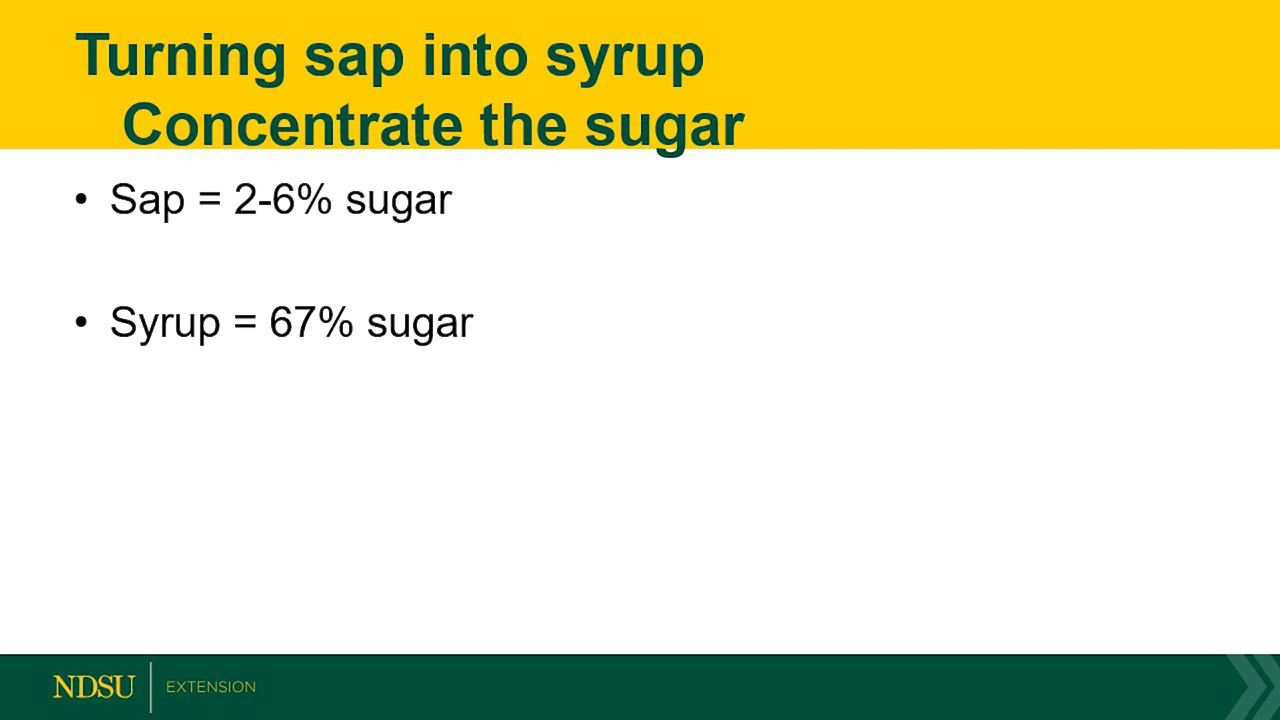 Turning sap into syrup
Concentrate the sugar
• Sap = 2-6% sugar
• Syrup = 67% sugar
NDSU EXTENSION